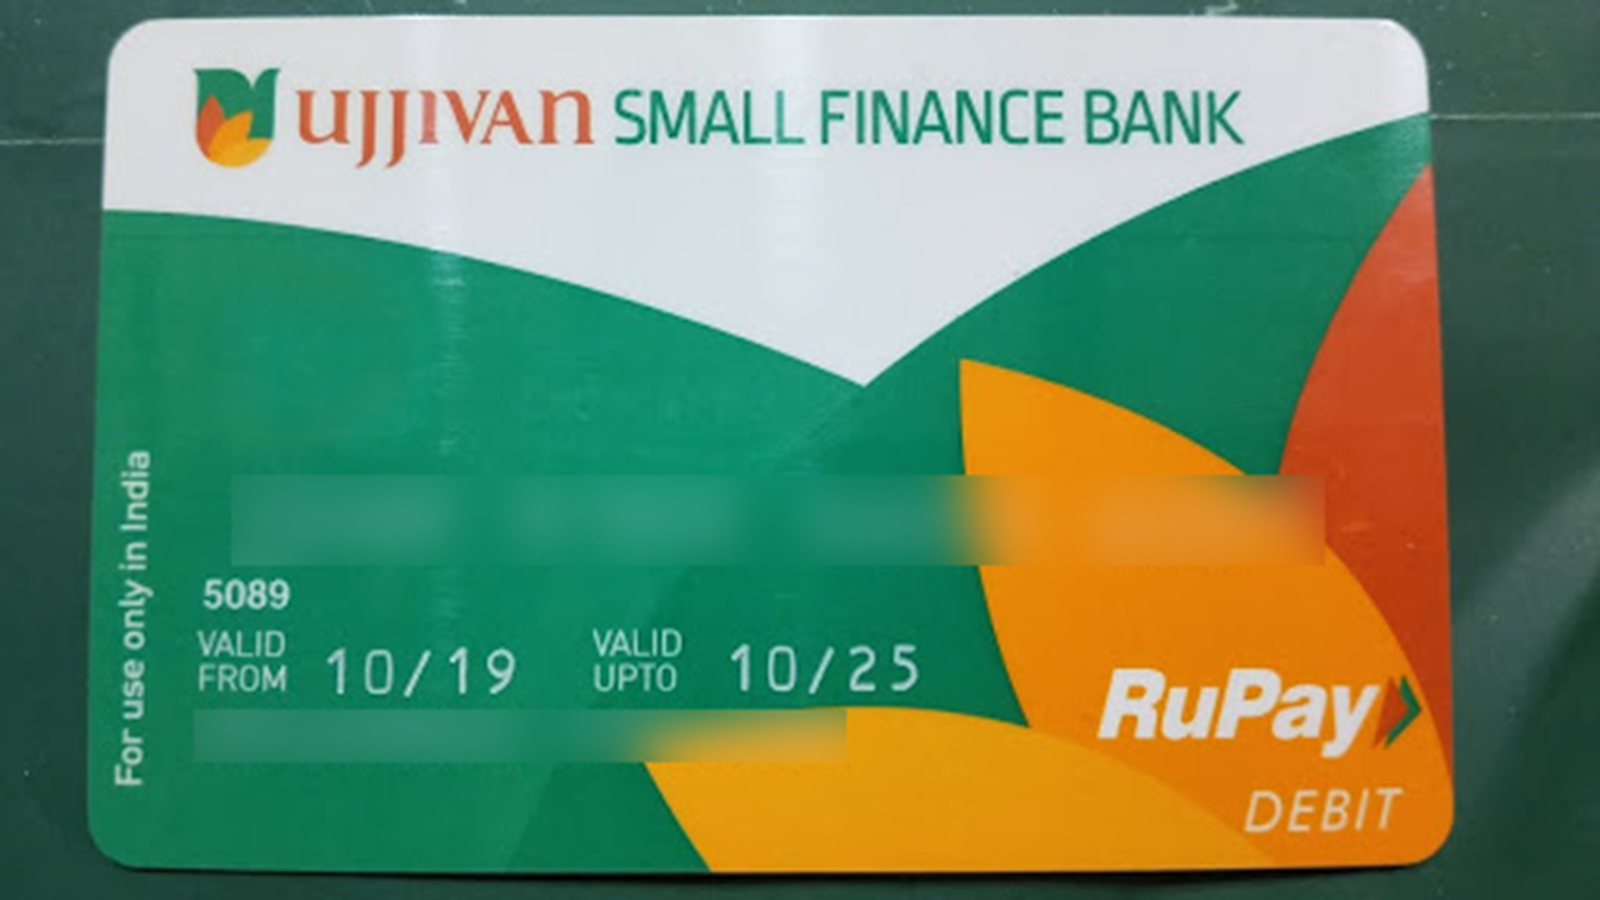 UJJIVAN SMALL FINANCE BANK
For use only in India
5089
VALID FROM 10/19 VALID UPTO 10/25
RuPay
DEBIT